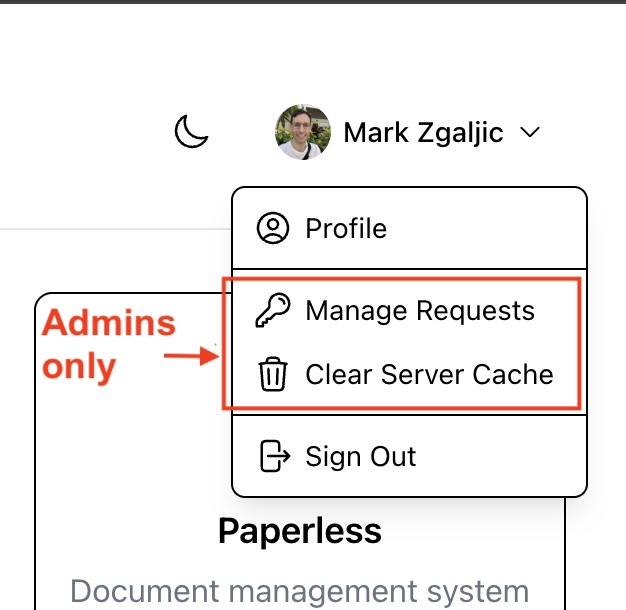 Mark Zgaljic
Profile
Admins
only
Manage Requests
Clear Server Cache
Sign Out
Paperless
Document management system